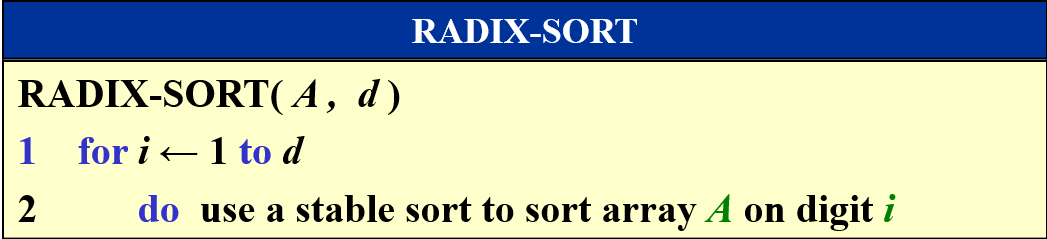 RADIX-SORT
RADIX-SORT( A , d )
1 for i ← 1 to d
2 do use a stable sort to sort array A on digit i